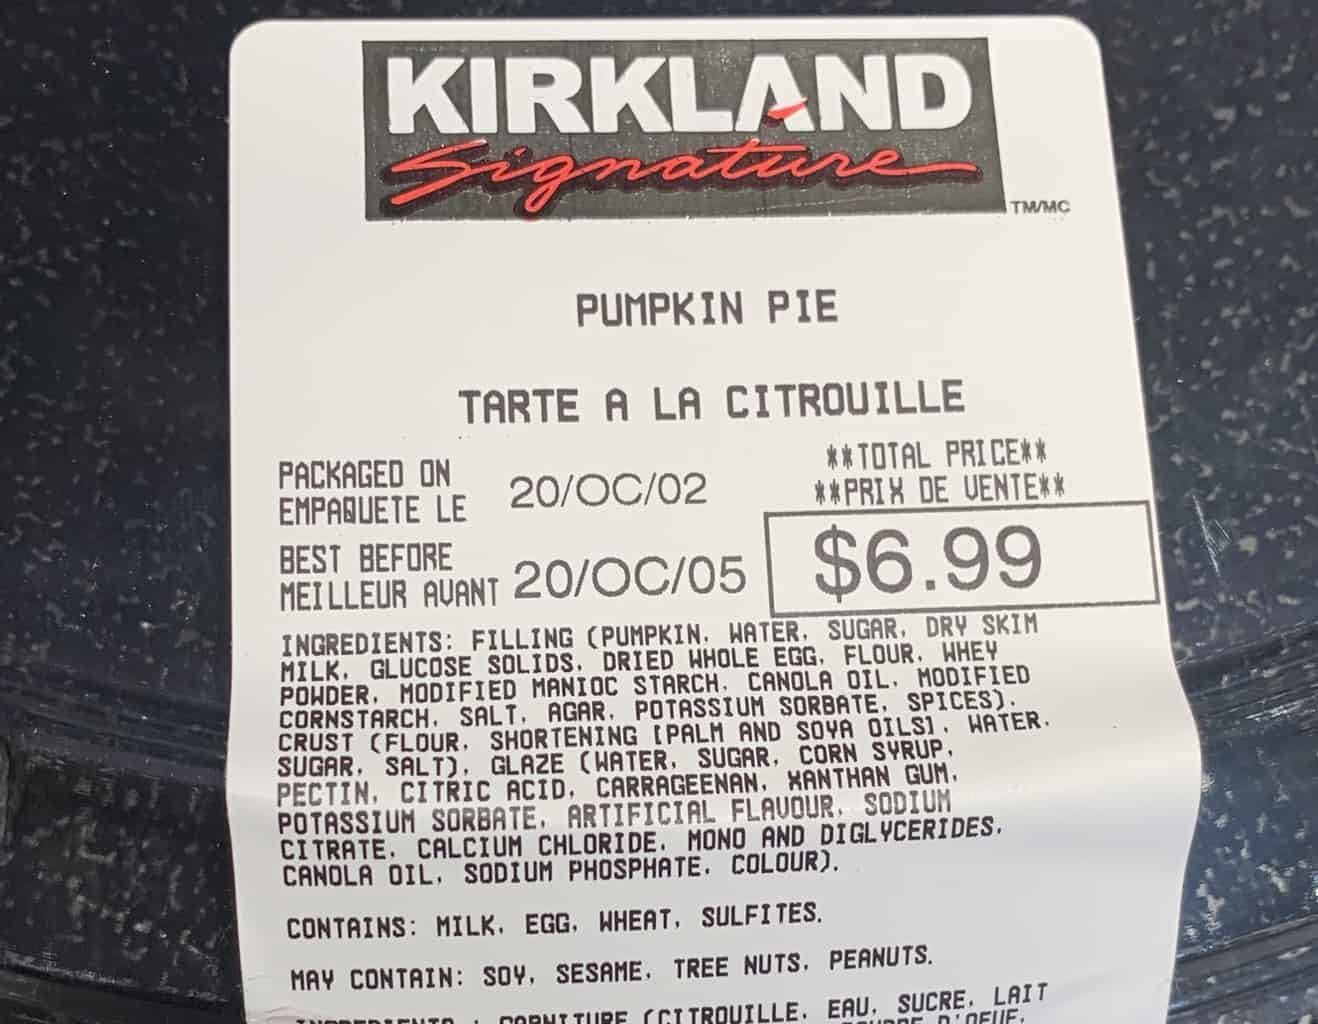 KIRKLAND
Signature
TM/MC
PUMPKIN PIE
TARTE A LA CITROUILLE
PACKAGED ON
EMPAQUETE LE
20/OC/02
**TOTAL PRICE**
**PRIX DE VENTE**
BEST BEFORE
MEILLEUR AVANT
20/OC/05
$6.99
INGREDIENTS: FILLING (PUMPKIN, WATER, SUGAR, DRY SKIM
MILK, GLUCOSE SOLIDS, DRIED WHOLE EGG, FLOUR, WHEY
POWDER, MODIFIED MANIOC STARCH, CANOLA OIL, MODIFIED
CORNSTARCH, SALT, AGAR, POTASSIUM SORBATE, SPICES),
CRUST (FLOUR, SHORTENING [PALM AND SOYA OILS], WATER,
SUGAR, SALT), GLAZE (WATER, SUGAR, CORN SYRUP,
PECTIN, CITRIC ACID, CARRAGEENAN, XANTHAN GUM,
POTASSIUM SORBATE, ARTIFICIAL FLAVOUR, SODIUM
CITRATE, CALCIUM CHLORIDE, MONO AND DIGLYCERIDES,
CANOLA OIL, SODIUM PHOSPHATE, COLOUR).
CONTAINS: MILK, EGG, WHEAT, SULFITES.
MAY CONTAIN: SOY, SESAME, TREE NUTS, PEANUTS.
INGREDIENTS : GARNITURE (CITROUILLE, EAU, SUCRE, LAIT
D'OEUF,